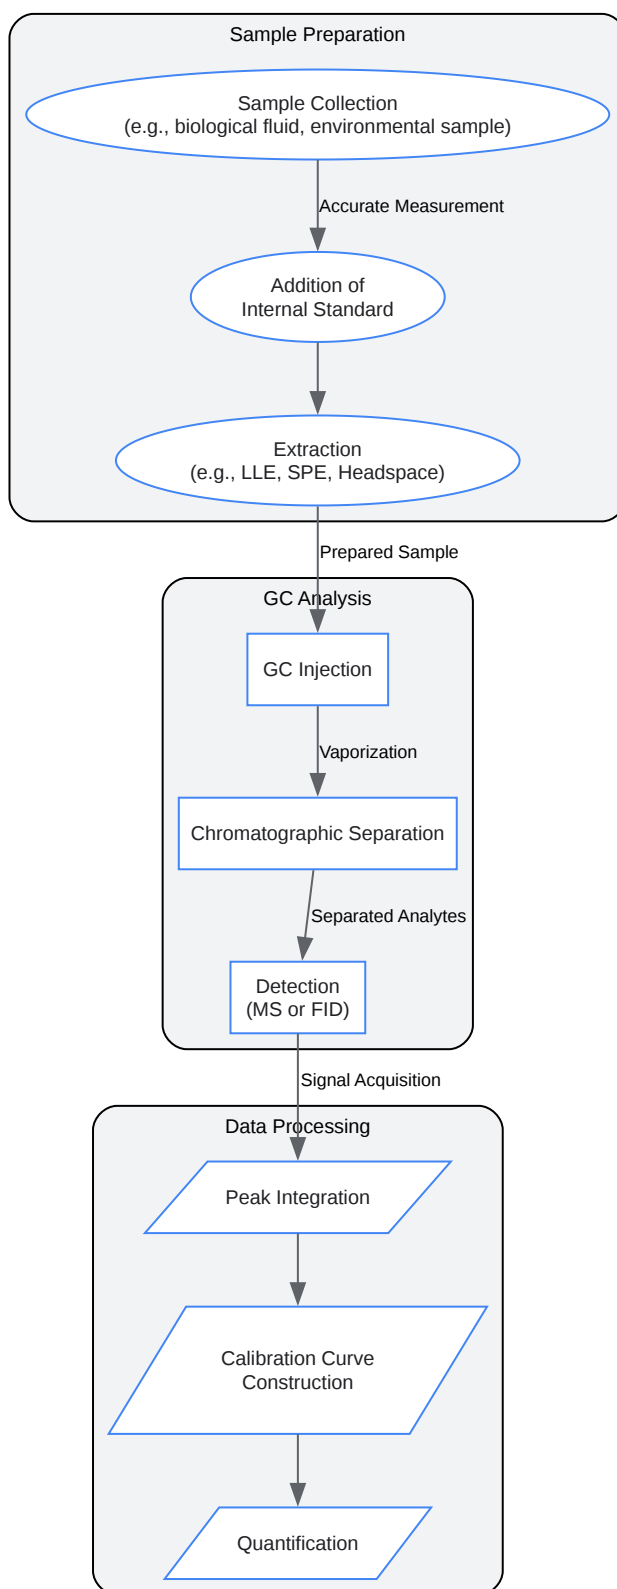 Sample Preparation
Sample Collection
(e.g., biological fluid, environmental sample)
Accurate Measurement
Addition of
Internal Standard
Extraction
(e.g., LLE, SPE, Headspace)
Prepared Sample
GC Analysis
GC Injection
Vaporization
Chromatographic Separation
Separated Analytes
Detection
(MS or FID)
Signal Acquisition
Data Processing
Peak Integration
Calibration Curve
Construction
Quantification